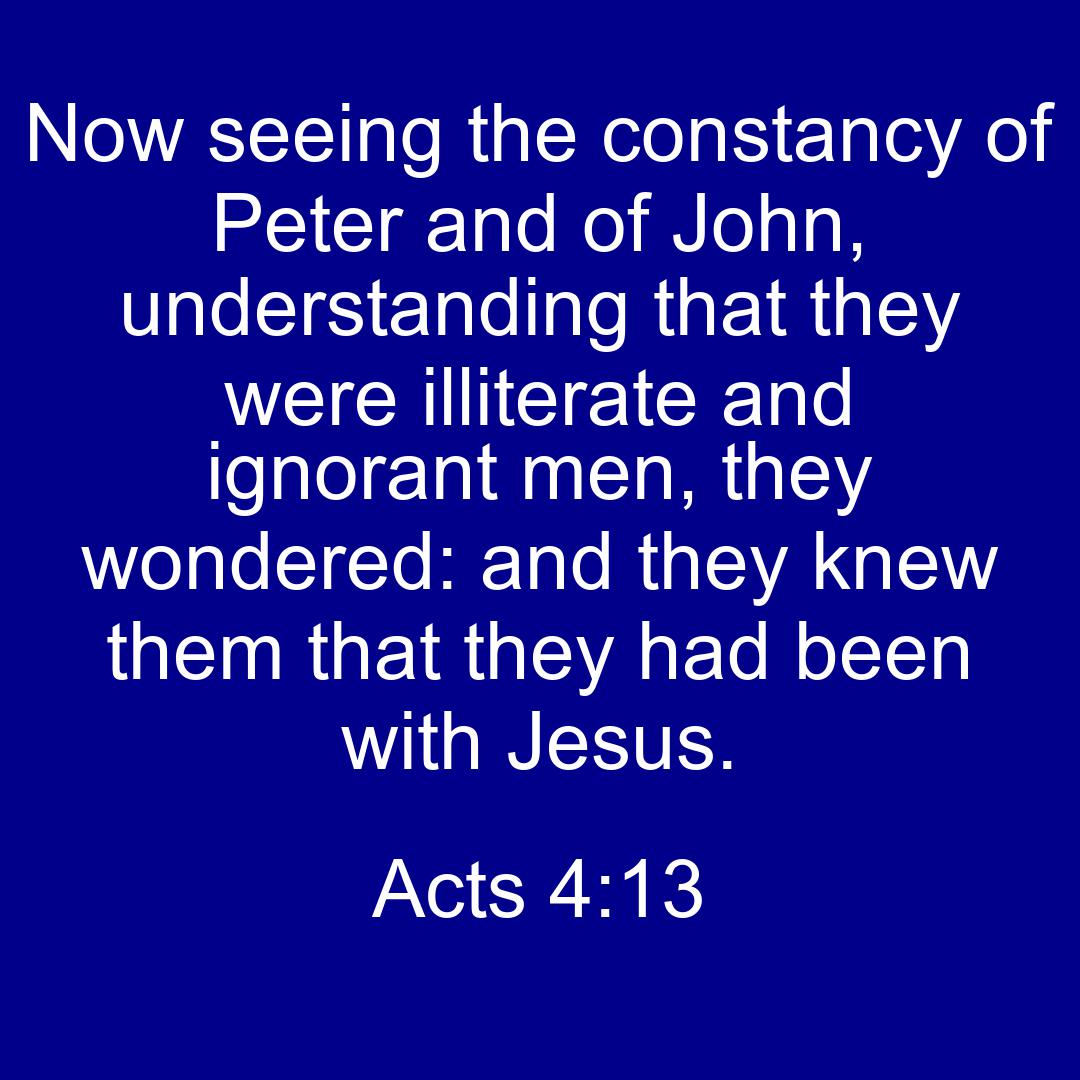 Now seeing the constancy of
Peter and of John,
understanding that they
were illiterate and
ignorant men, they
wondered: and they knew
them that they had been
with Jesus.
Acts 4:13